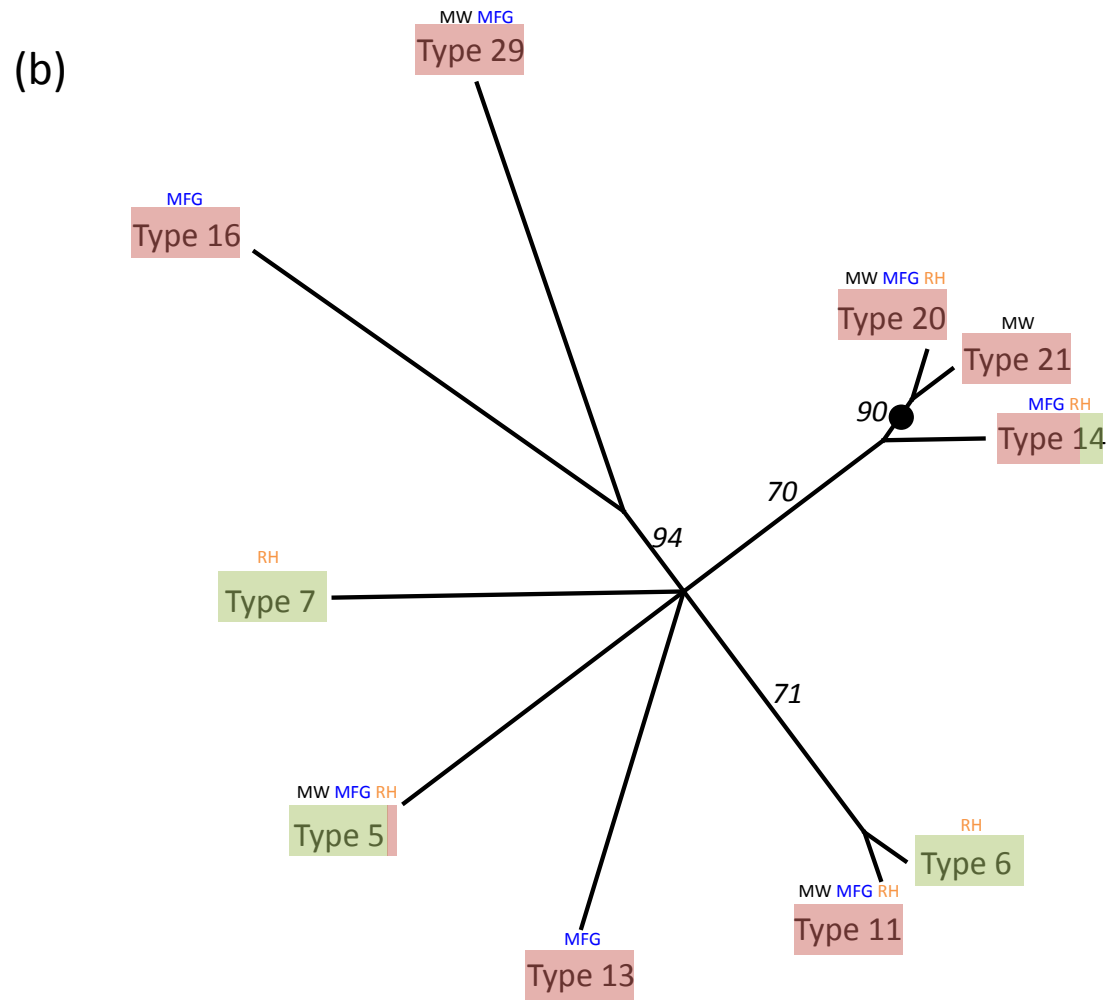 MW MFG
Type 29
(b)
MFG
Type 16
MW MFG RH
Type 20
MW
Type 21
MFG RH
Type 14
90
70
94
RH
Type 7
71
MW MFG RH
Type 5
RH
Type 6
MW MFG RH
Type 11
MFG
Type 13